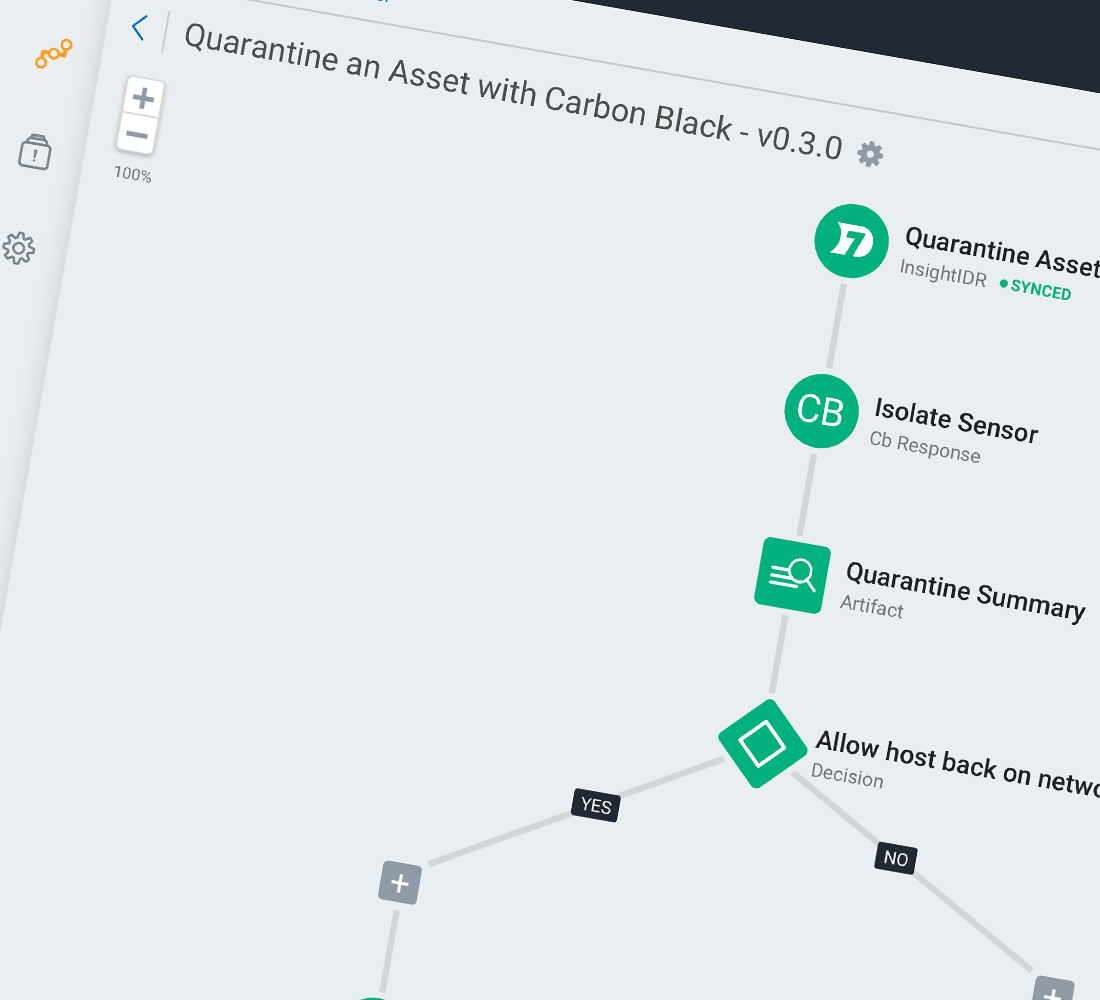 Quarantine an Asset with Carbon Black - v0.3.0
100%
Quarantine Asset
InsightIDR SYNCED
CB
Isolate Sensor
Cb Response
Quarantine Summary
Artifact
Allow host back on netwo
Decision
YES
NO